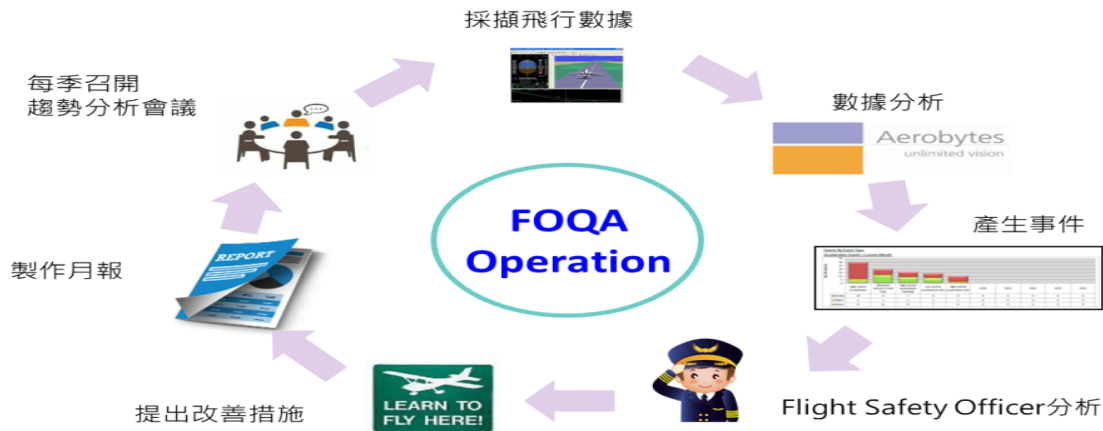 採擷飛行數據
每季召開
趨勢分析會議
數據分析
Aerobytes
unlimited vision
FOQA
Operation
產生事件
REPORT
製作月報
LEARN TO
FLY HERE!
提出改善措施
Flight Safety Officer分析